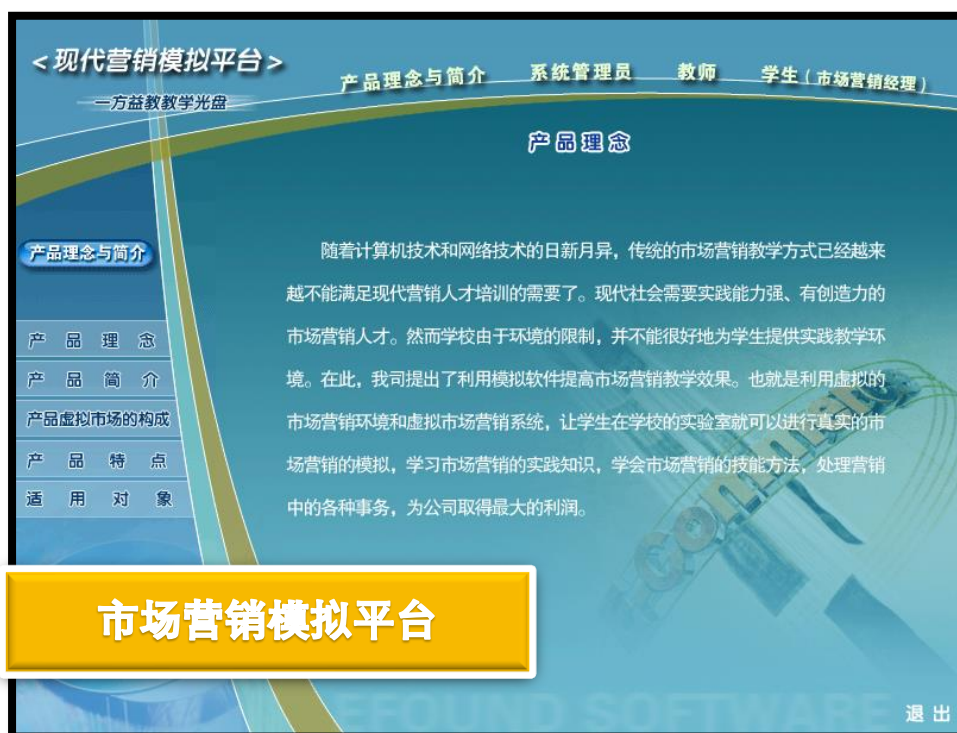 <现代营销模拟平台>
一方益教教学光盘
产品理念与简介 系统管理员 教师 学生(市场营销经理)
产品理念
产品理念与简介
随着计算机技术和网络技术的日新月异，传统的市场营销教学方式已经越来
越不能满足现代营销人才培训的需要了。现代社会需要实践能力强、有创造力的
市场营销人才。然而学校由于环境的限制，并不能很好地为学生提供实践教学环
境。在此，我司提出了利用模拟软件提高市场营销教学效果。也就是利用虚拟的
市场营销环境和虚拟市场营销系统，让学生在学校的实验室就可以进行真实的市
场营销的模拟，学习市场营销的实践知识，学会市场营销的技能方法，处理营销
中的各种事务，为公司取得最大的利润。
产品理念
产品简介
产品虚拟市场的构成
产品特点
适用对象
市场营销模拟平台
EFOUND SOFTWARE
退出